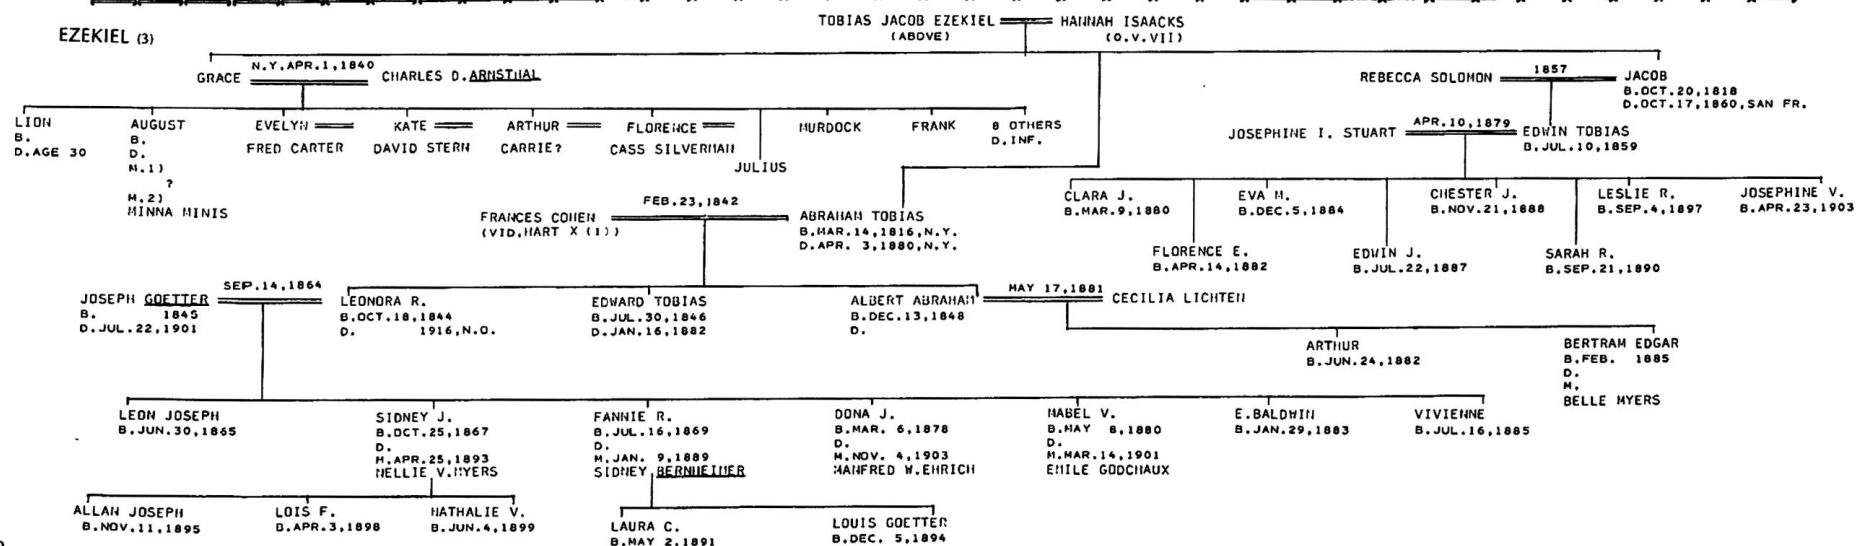 TOBIAS JACOB EZEKIEL HANNAH ISAACKS
(ABOVE) (O.V.VII)
EZEKIEL (3)
N.Y.APR.1,1840
GRACE CHARLES D.ARNSTHAL
1857
REBECCA SOLOMON JACOB
B.OCT.20,1818
D.OCT.17,1860,SAN FR.
LION
B.
D.AGE 30
AUGUST
B.
D.
M.1)
?
M.2)
MINNA MINIS
EVELYN
FRED CARTER
KATE
DAVID STERN
ARTHUR
CARRIE?
FLORENCE
CASS SILVERMAN
JULIUS
MURDOCK
FRANK
8 OTHERS
D.INF.
APR.10,1879
JOSEPHINE I. STUART EDWIN TOBIAS
B.JUL.10,1859
CLARA J.
B.MAR.9,1880
EVA M.
B.DEC.5,1884
CHESTER J.
B.NOV.21,1888
LESLIE R.
B.SEP.4,1897
JOSEPHINE V.
B.APR.23,1903
FLORENCE E.
B.APR.14,1882
EDWIN J.
B.JUL.22,1887
SARAH R.
B.SEP.21,1890
FEB.23,1842
FRANCES COHEN
(VID.HART X (1))
ABRAHAM TOBIAS
B.MAR.14,1816,N.Y.
D.APR. 3,1880,N.Y.
SEP.14,1864
JOSEPH GOETTER
B. 1845
D.JUL.22,1901
LEONORA R.
B.OCT.18,1844
D. 1916,N.O.
EDWARD TOBIAS
B.JUL.30,1846
D.JAN.16,1882
ALBERT ABRAHAM
B.DEC.13,1848
D.
MAY 17,1881
CECILIA LICHTEN
ARTHUR
B.JUN.24,1882
BERTRAM EDGAR
B.FEB. 1885
D.
M.
BELLE MYERS
LEON JOSEPH
B.JUN.30,1865
SIDNEY J.
B.OCT.25,1867
D.
M.APR.25,1893
NELLIE V.MYERS
FANNIE R.
B.JUL.16,1869
D.
M.JAN. 9,1889
SIDNEY BERNHEIMER
DONA J.
B.MAR. 6,1878
D.
M.NOV. 4,1903
MANFRED W.EHRICH
MABEL V.
B.MAY 8,1880
D.
M.MAR.14,1901
EMILE GODCHAUX
E.BALDWIN
B.JAN.29,1883
VIVIENNE
B.JUL.16,1885
ALLAN JOSEPH
B.NOV.11,1895
LOIS F.
B.APR.3,1898
NATHALIE V.
B.JUN.4,1899
LAURA C.
B.MAY 2,1891
LOUIS GOETTER
B.DEC. 5,1894